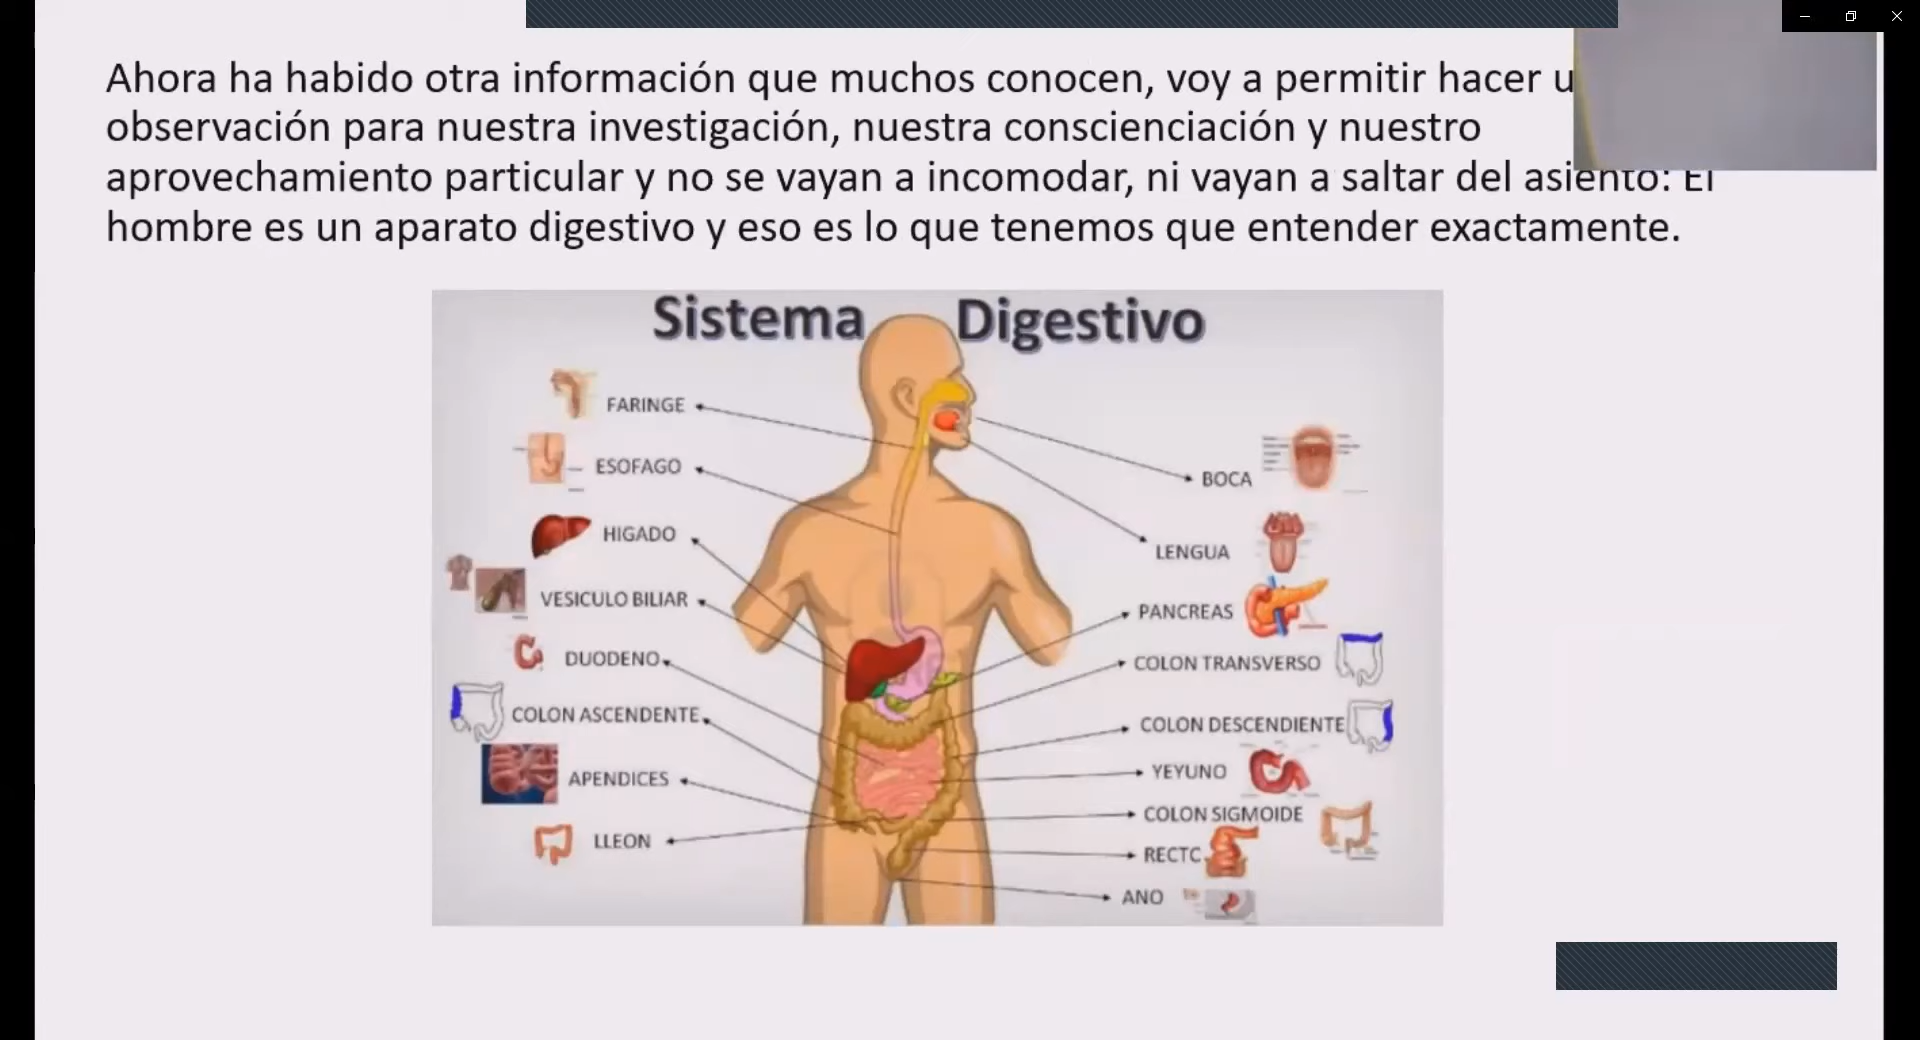 Ahora ha habido otra información que muchos conocen, voy a permitir hacer
observación para nuestra investigación, nuestra conscienciación y nuestro
aprovechamiento particular y no se vayan a incomodar, ni vayan a saltar del asiento: El
hombre es un aparato digestivo y eso es lo que tenemos que entender exactamente.
Sistema Digestivo
FARINGE
ESOFAGO
HIGADO
VESICULO BILIAR
DUODENO
COLON ASCENDENTE
APENDICES
LLEON
BOCA
LENGUA
PANCREAS
COLON TRANSVERSO
COLON DESCENDIENTE
YEYUNO
COLON SIGMOIDE
RECTC
ANO